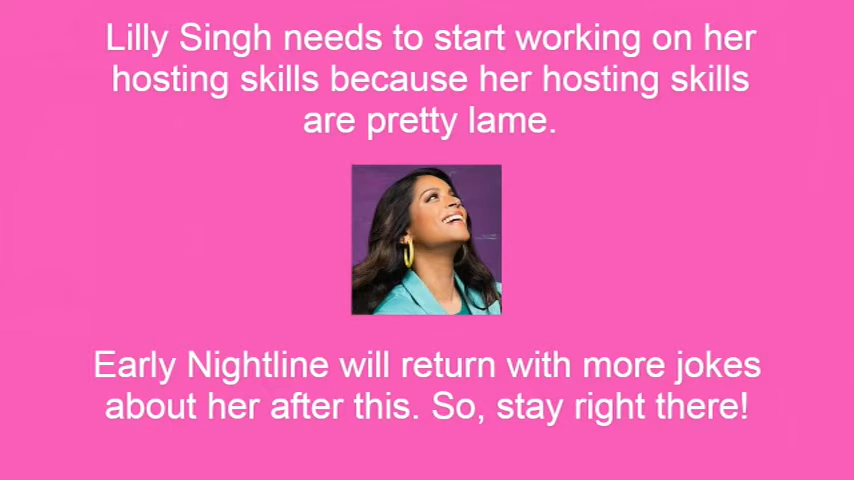 Lilly Singh needs to start working on her
hosting skills because her hosting skills
are pretty lame.
Early Nightline will return with more jokes
about her after this. So, stay right there!